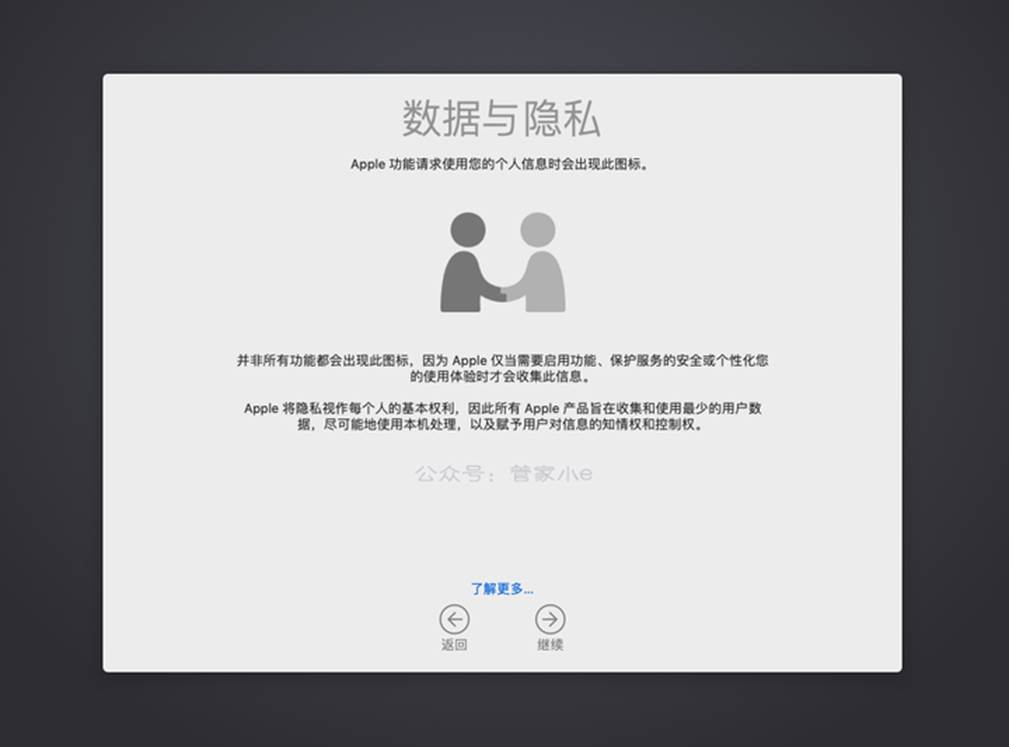 数据与隐私
Apple 功能请求使用您的个人信息时会出现此图标。
并非所有功能都会出现此图标，因为 Apple 仅当需要启用功能、保护服务的安全或个性化您
的使用体验时才会收集此信息。
Apple 将隐私视作每个人的基本权利，因此所有 Apple 产品旨在收集和使用最少的用户数
据，尽可能地使用本机处理，以及赋予用户对信息的知情权和控制权。
公众号：管家小e
了解更多...
返回 继续